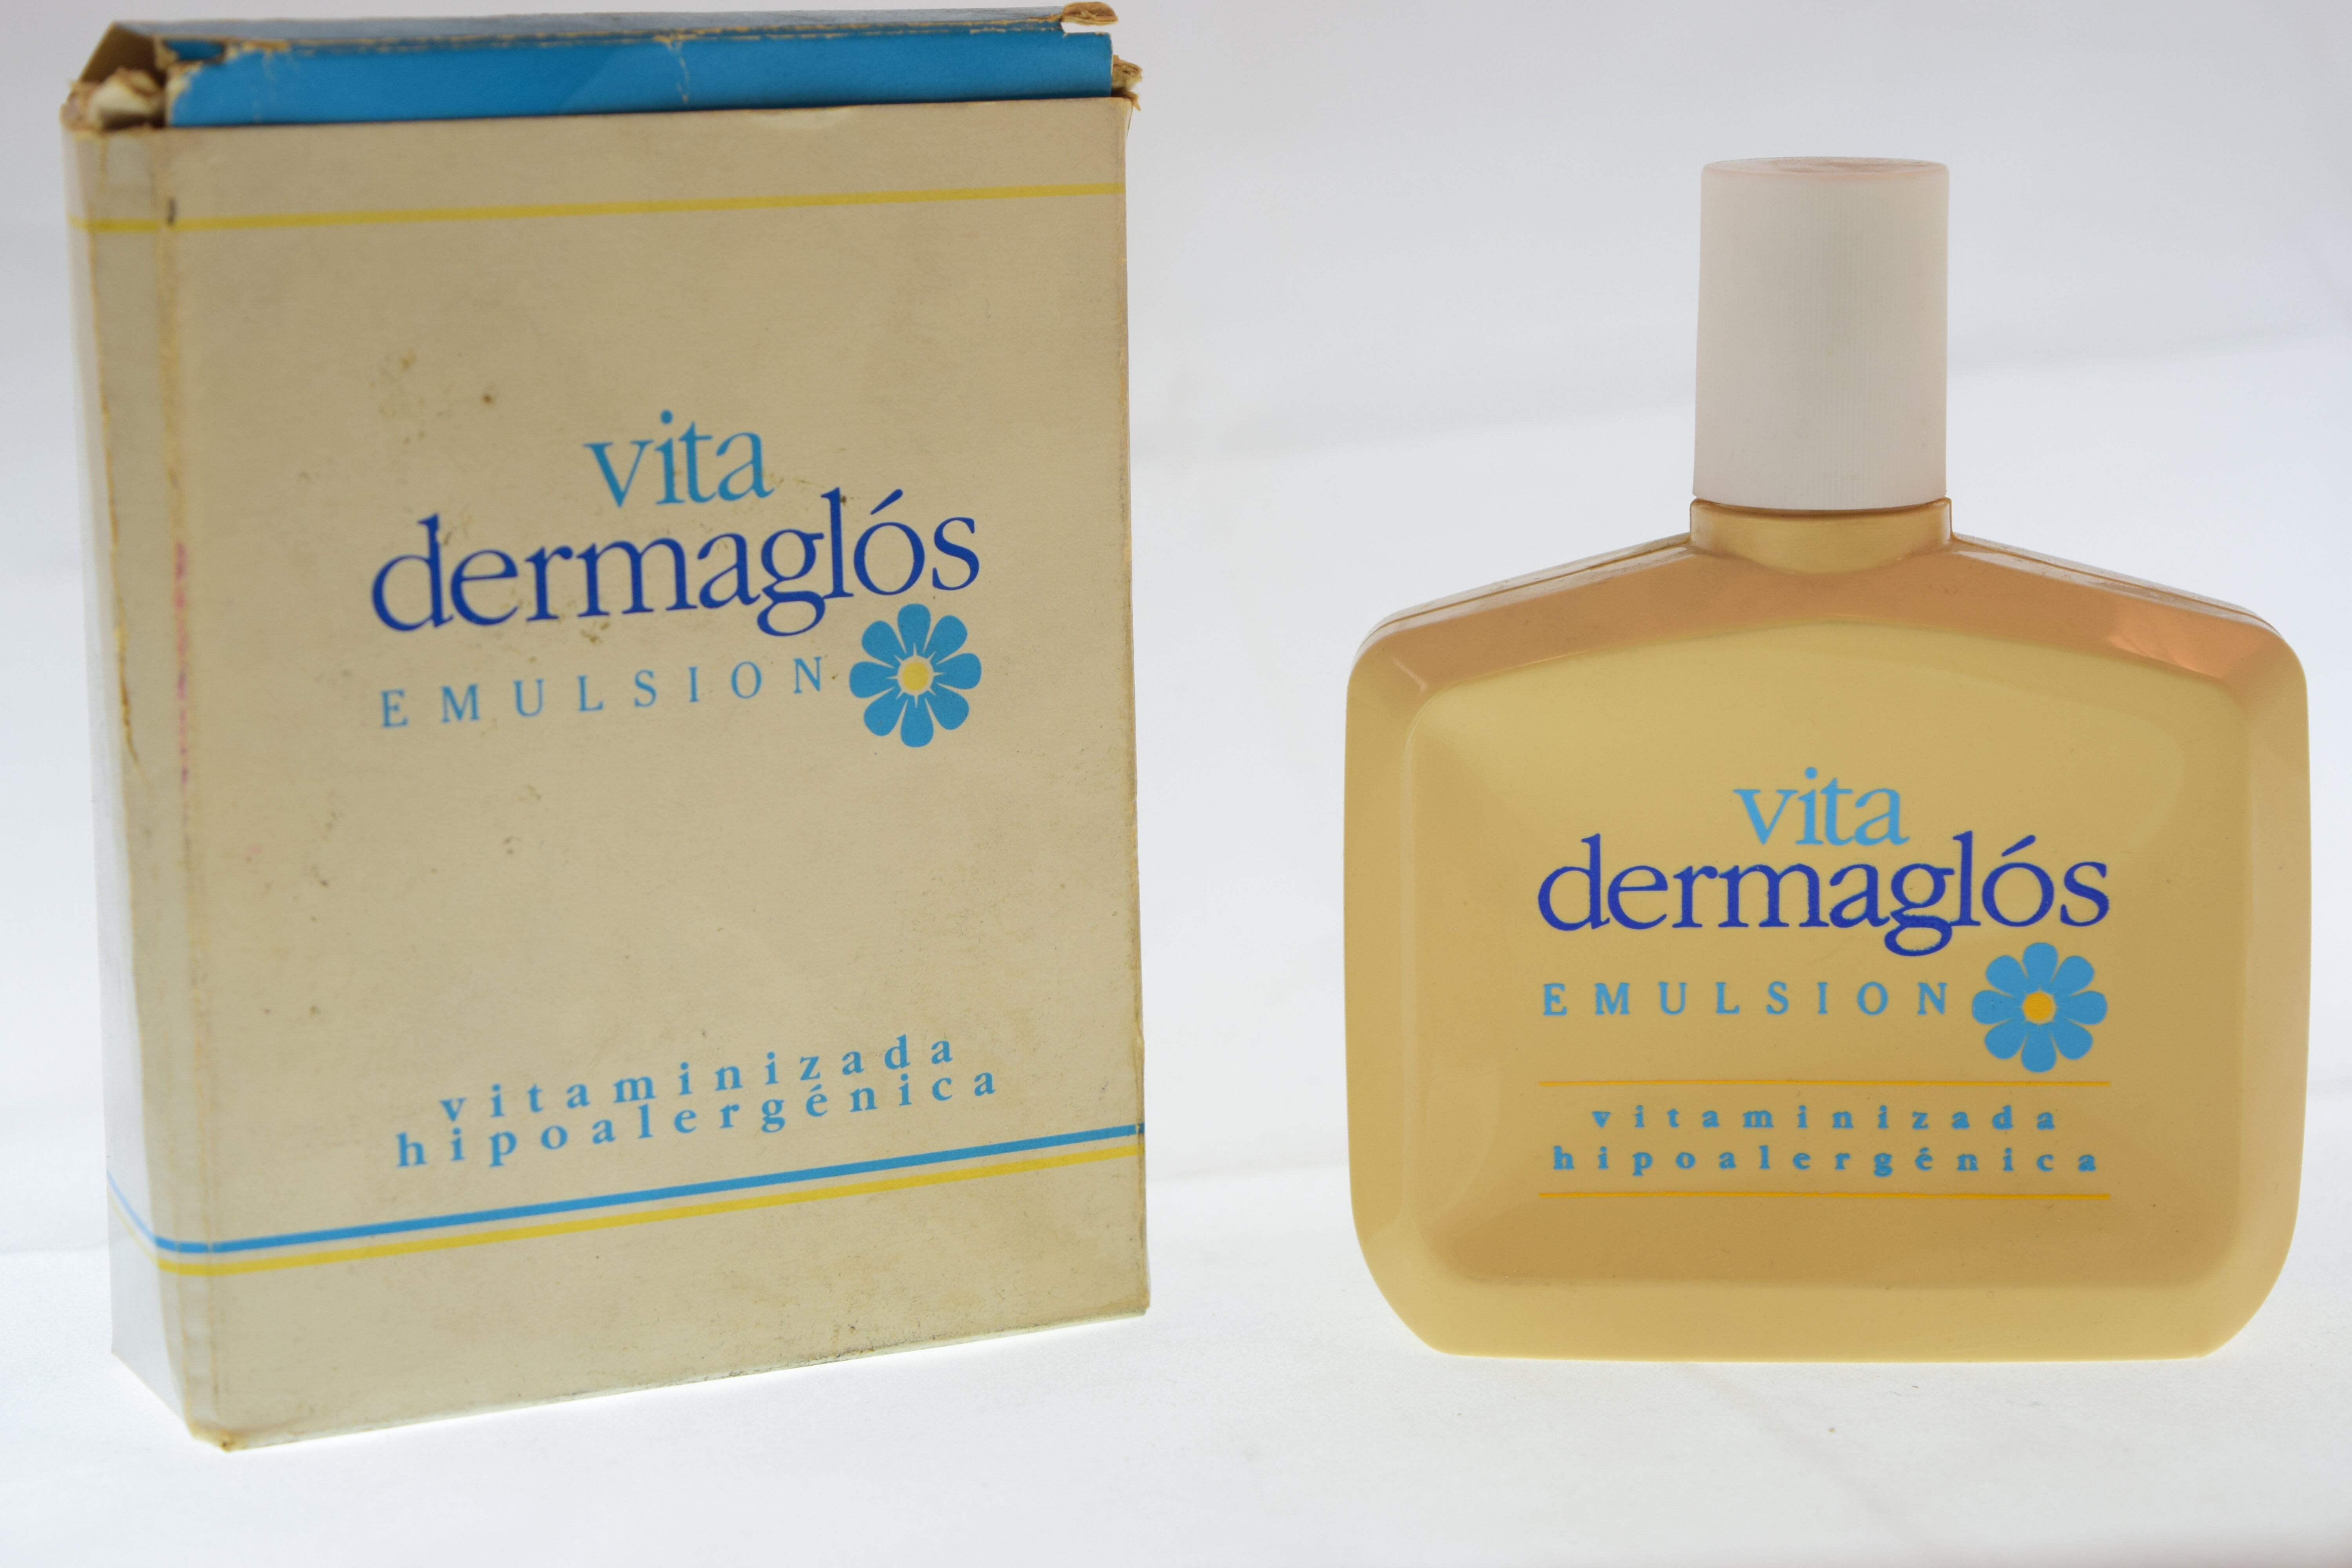 vita
dermaglós
EMULSION
vitaminizada
hipoalergénica
vita
dermaglós
EMULSION
vitaminizada
hipoalergénica